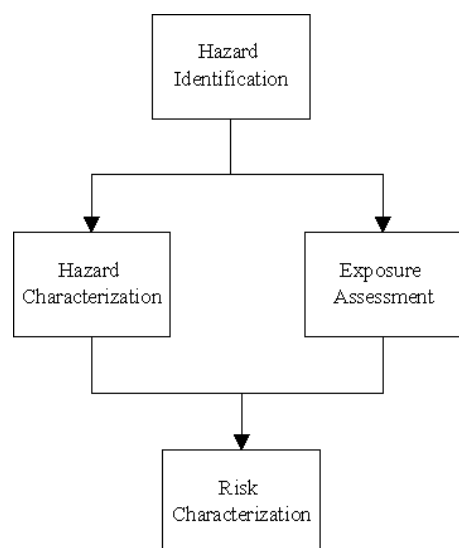 Hazard
Identification
Hazard
Characterization
Exposure
Assessment
Risk
Characterization